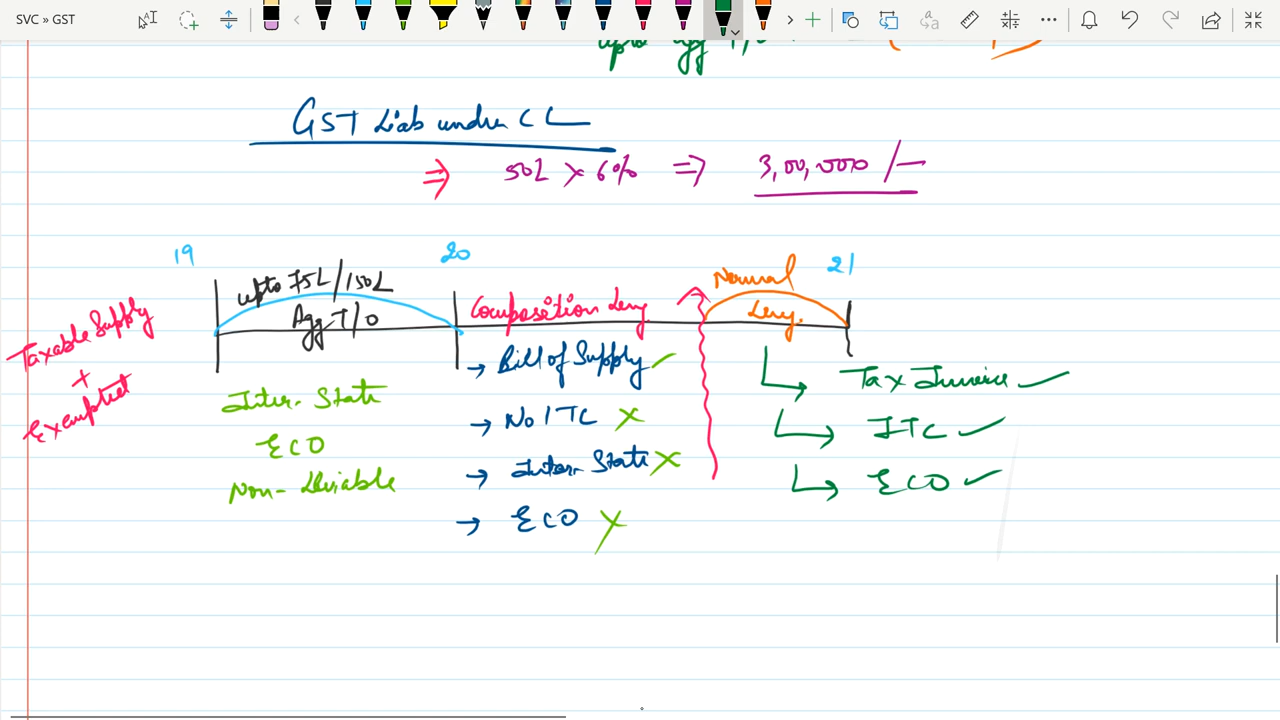 SVC » GST
upto agg T/O
GST Liab under CL
⇒ 50L × 6% ⇒ 3,00,000/-
19 20 21
upto 75L/150L
Agg T/O
Composition Levy
Normal
Levy.
Taxable Supply
+
Exempted
Inter-State
ECO
Non-Leviable
→ Bill of Supply ✓
→ No ITC ✗
→ Inter-State ✗
→ ECO ✗
Tax Invoice ✓
ITC ✓
ECO ✓